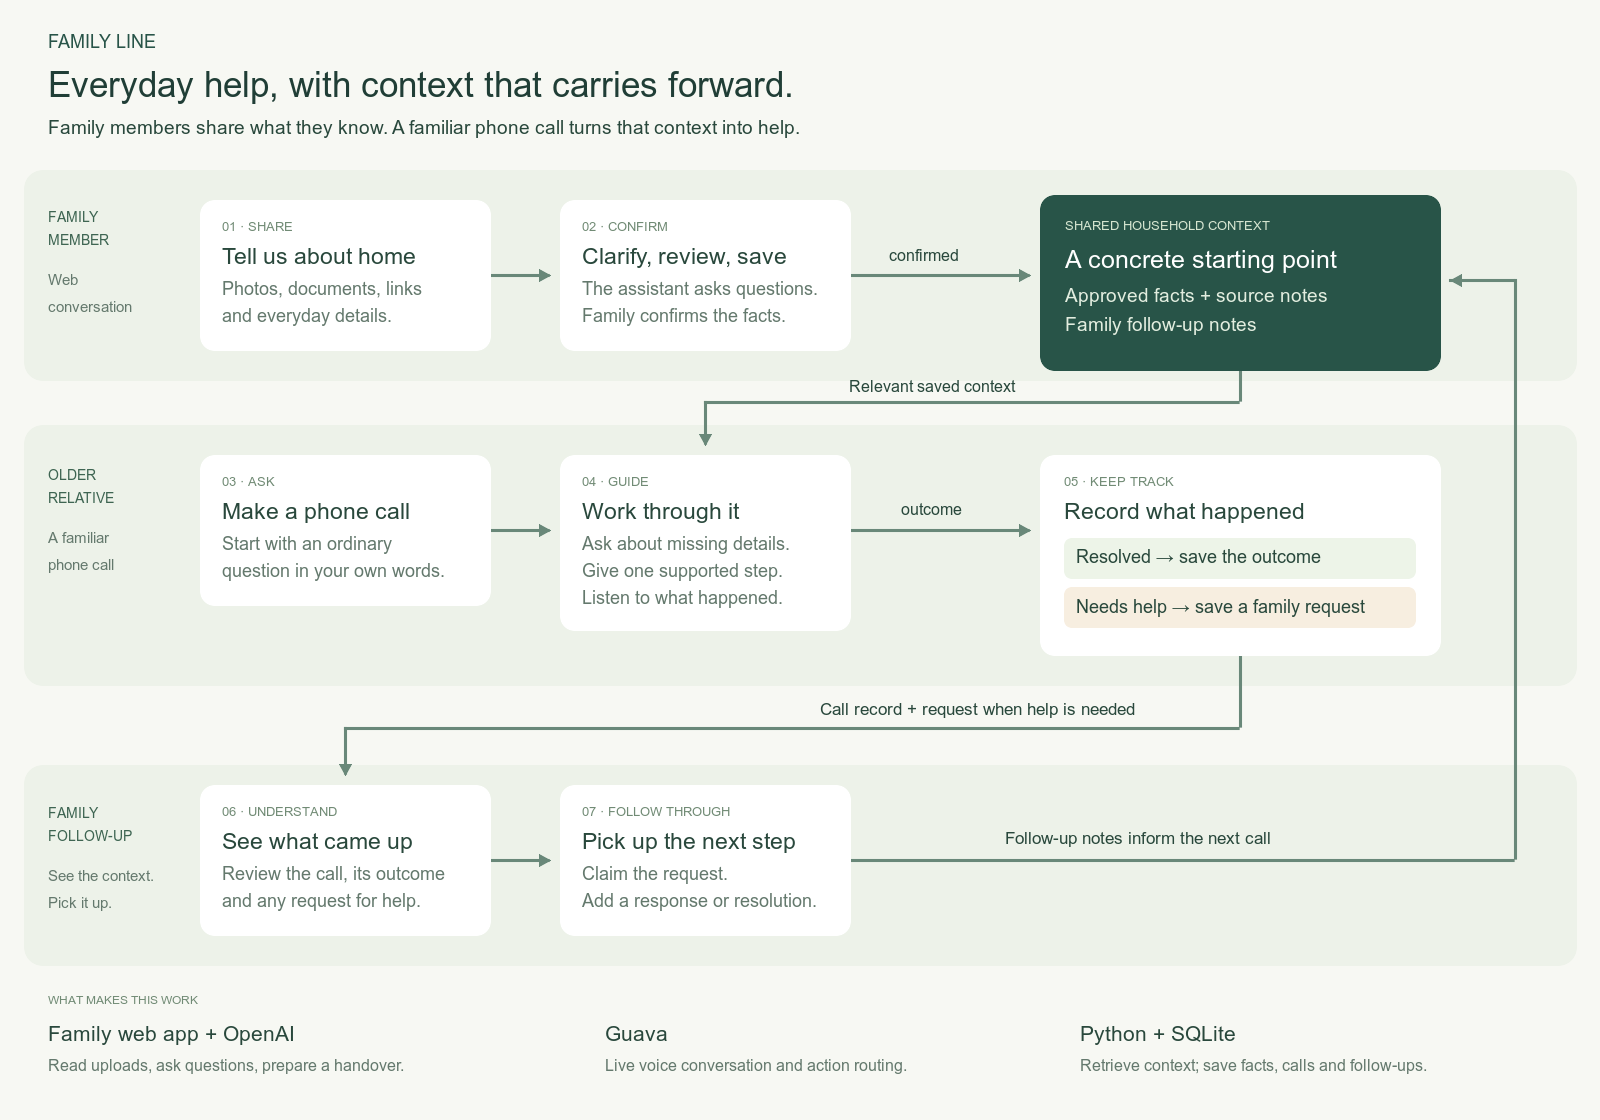 FAMILY LINE
Everyday help, with context that carries forward.
Family members share what they know. A familiar phone call turns that context into help.
FAMILY
MEMBER
Web
conversation
01 · SHARE
Tell us about home
Photos, documents, links
and everyday details.
02 · CONFIRM
Clarify, review, save
The assistant asks questions.
Family confirms the facts.
confirmed
SHARED HOUSEHOLD CONTEXT
A concrete starting point
Approved facts + source notes
Family follow-up notes
Relevant saved context
OLDER
RELATIVE
A familiar
phone call
03 · ASK
Make a phone call
Start with an ordinary
question in your own words.
04 · GUIDE
Work through it
Ask about missing details.
Give one supported step.
Listen to what happened.
outcome
05 · KEEP TRACK
Record what happened
Resolved → save the outcome
Needs help → save a family request
Call record + request when help is needed
FAMILY
FOLLOW-UP
See the context.
Pick it up.
06 · UNDERSTAND
See what came up
Review the call, its outcome
and any request for help.
07 · FOLLOW THROUGH
Pick up the next step
Claim the request.
Add a response or resolution.
Follow-up notes inform the next call
WHAT MAKES THIS WORK
Family web app + OpenAI
Read uploads, ask questions, prepare a handover.
Guava
Live voice conversation and action routing.
Python + SQLite
Retrieve context; save facts, calls and follow-ups.